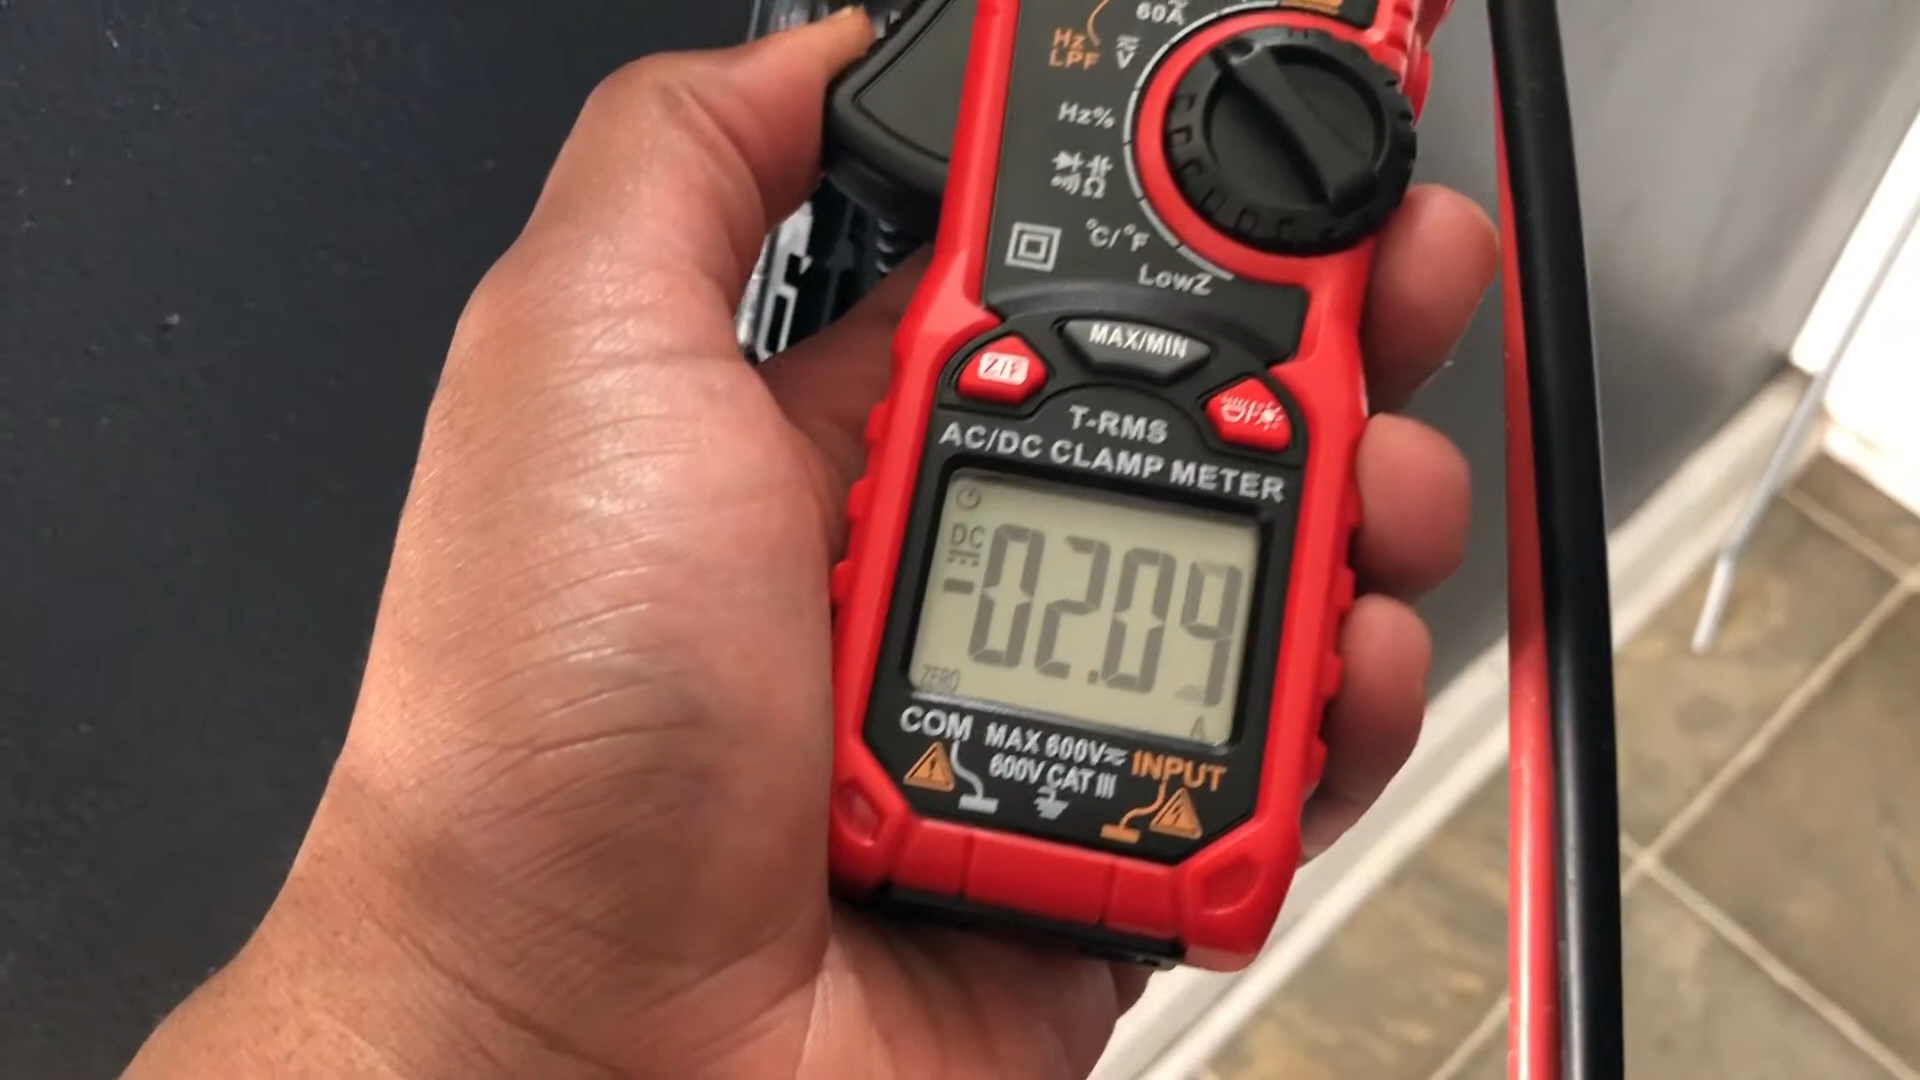 60A
Hz
LPF
V
Hz%
°C/°F
LowZ
MAX/MIN
T-RMS
AC/DC CLAMP METER
DC
-02.09
ZERO
A
COM
MAX 600V
INPUT
600V CAT III